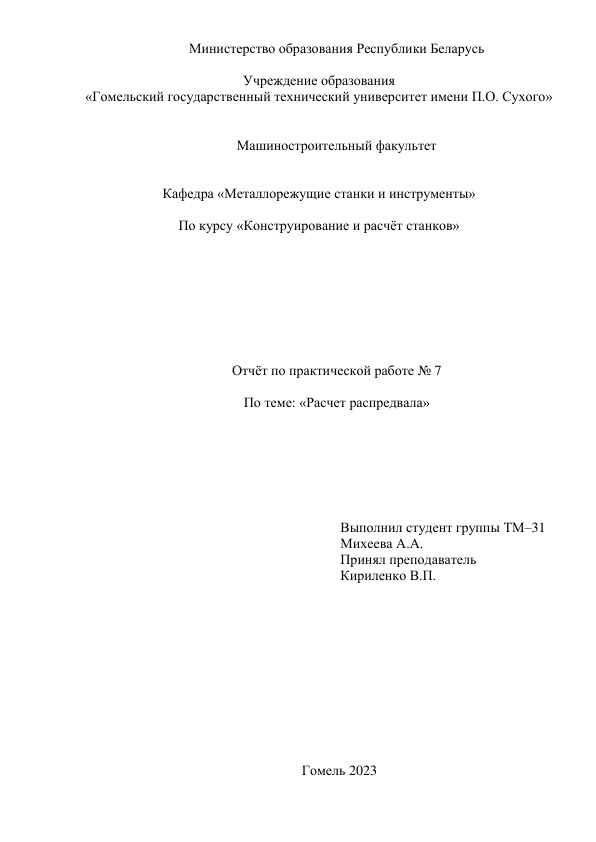 Министерство образования Республики Беларусь
Учреждение образования
«Гомельский государственный технический университет имени П.О. Сухого»
Машиностроительный факультет
Кафедра «Металлорежущие станки и инструменты»
По курсу «Конструирование и расчёт станков»
Отчёт по практической работе № 7
По теме: «Расчет распредвала»
Выполнил студент группы ТМ–31
Михеева А.А.
Принял преподаватель
Кириленко В.П.
Гомель 2023